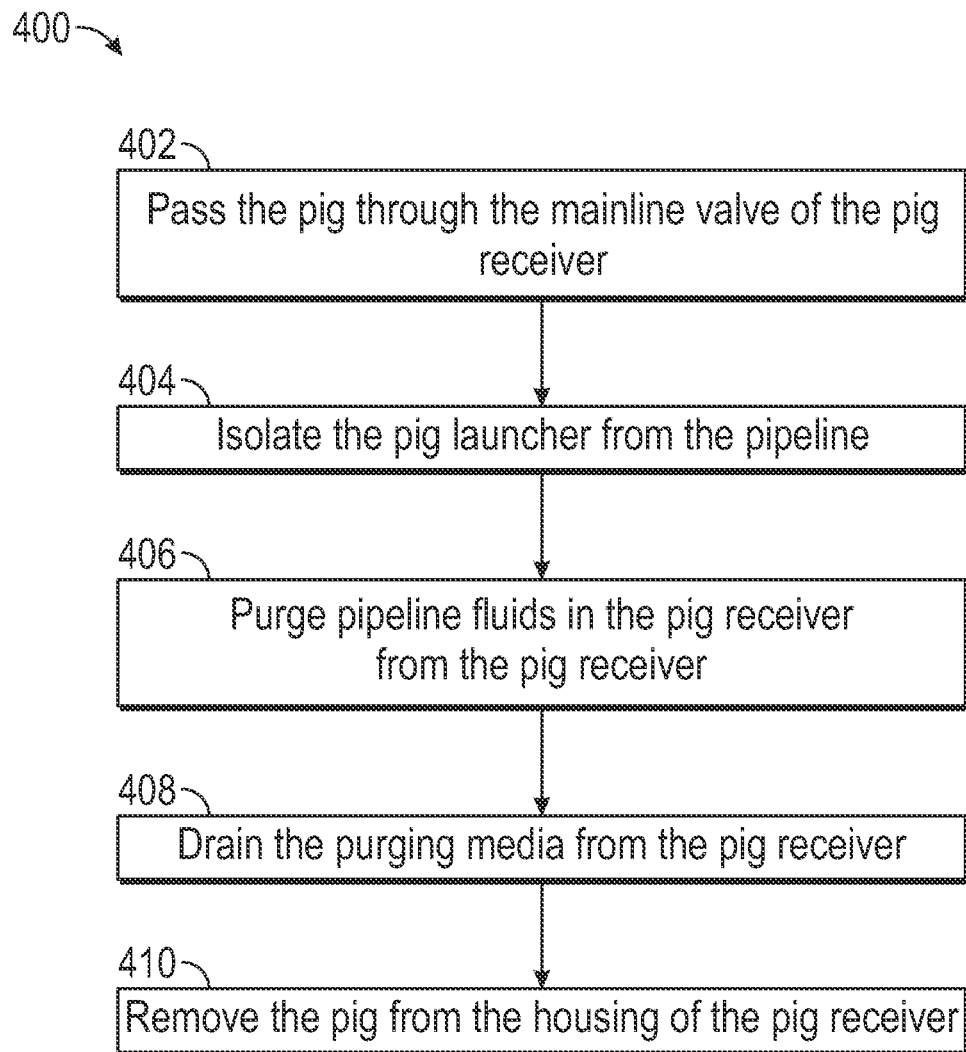 400
402
Pass the pig through the mainline valve of the pig
receiver
404
Isolate the pig launcher from the pipeline
406
Purge pipeline fluids in the pig receiver
from the pig receiver
408
Drain the purging media from the pig receiver
410
Remove the pig from the housing of the pig receiver